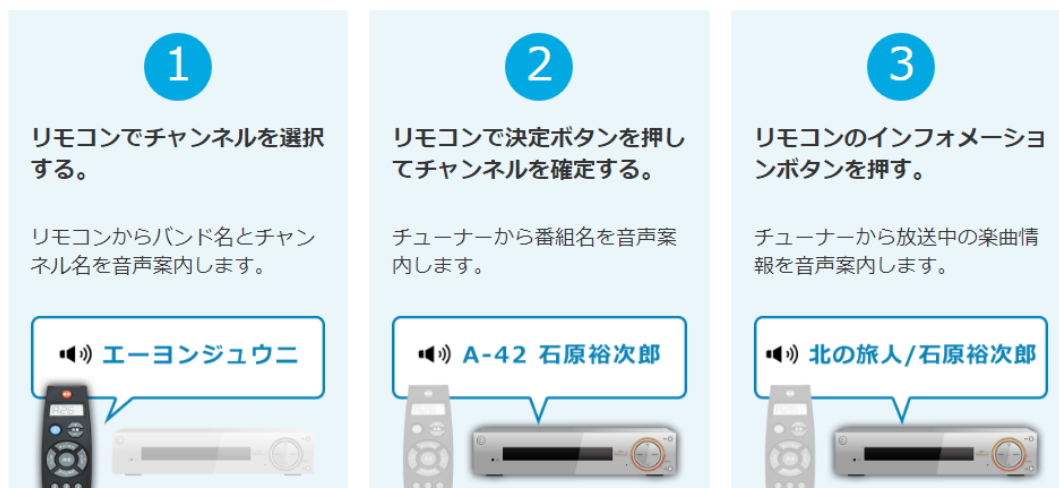 1
リモコンでチャンネルを選択
する。
リモコンからバンド名とチャン
ネル名を音声案内します。
エーヨンジュウニ
2
リモコンで決定ボタンを押し
てチャンネルを確定する。
チューナーから番組名を音声案
内します。
A-42 石原裕次郎
3
リモコンのインフォメーショ
ンボタンを押す。
チューナーから放送中の楽曲情
報を音声案内します。
北の旅人/石原裕次郎